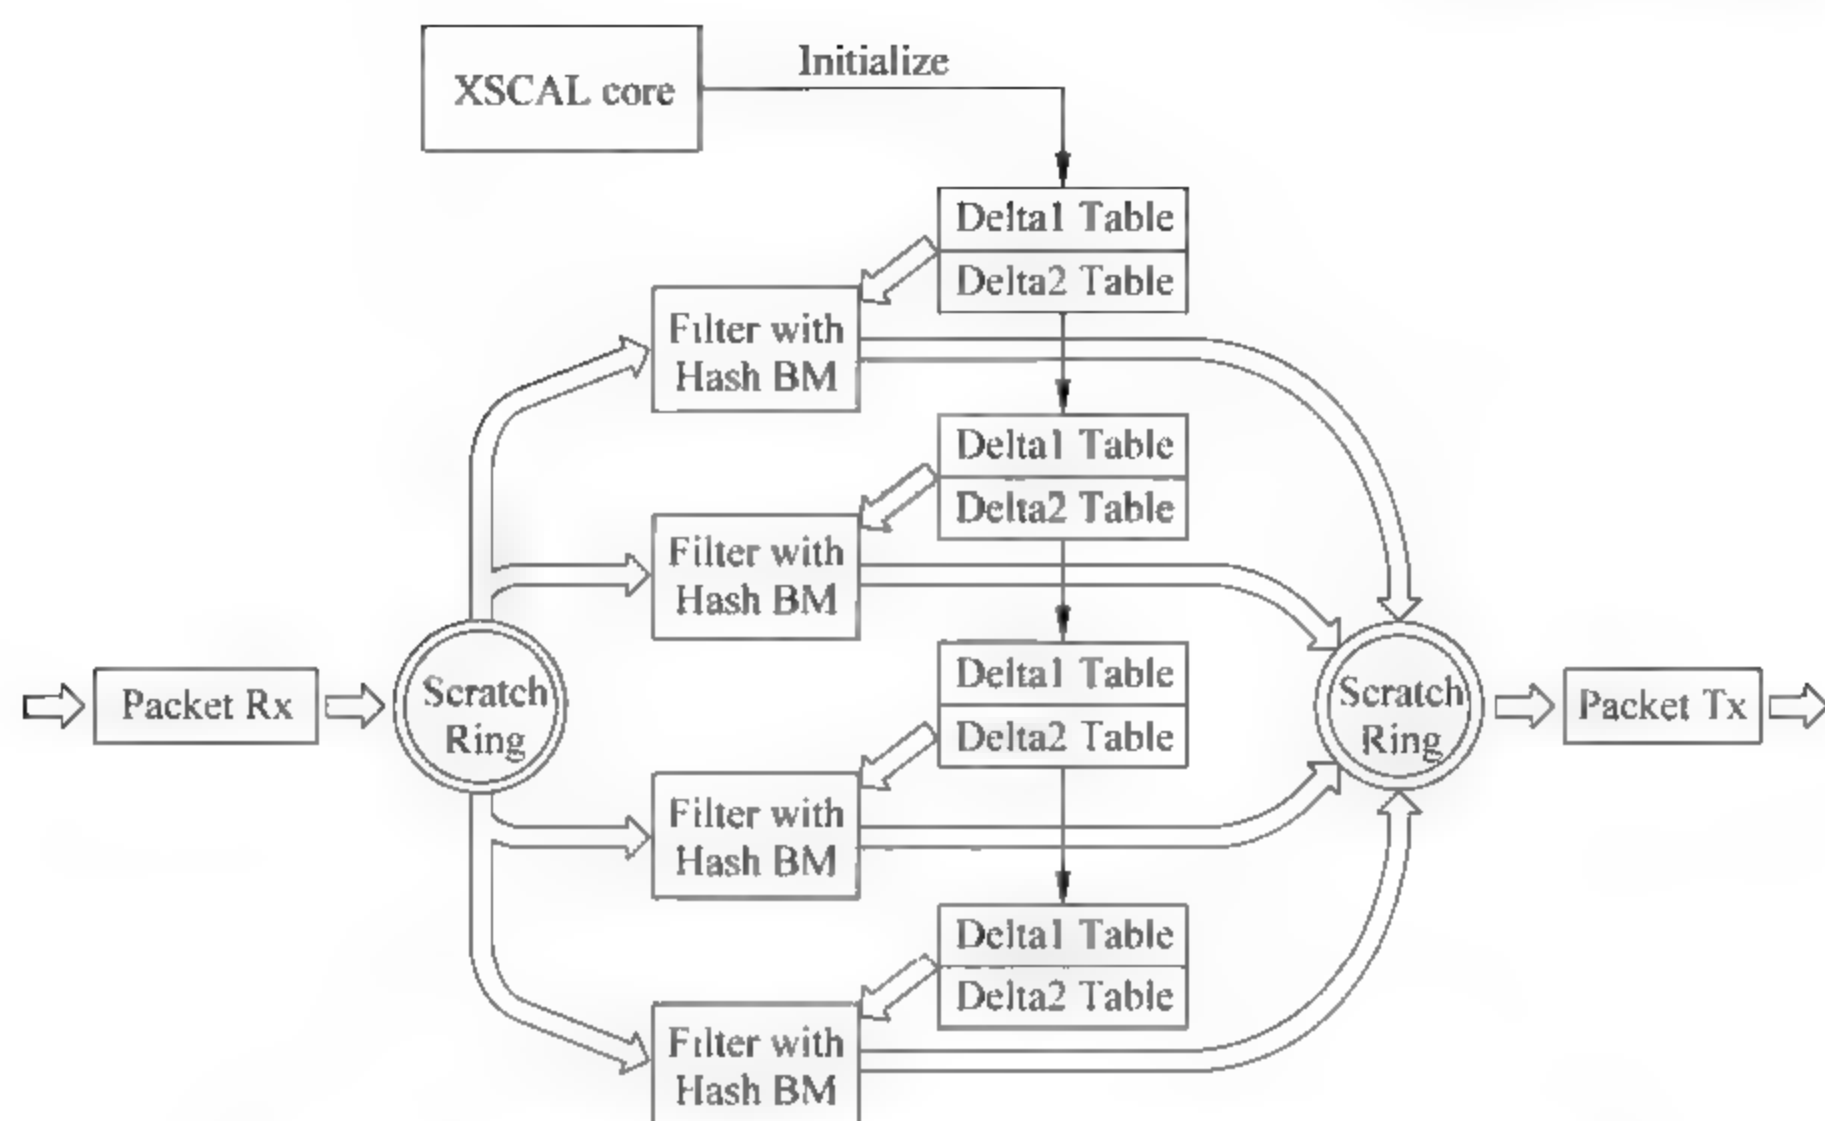 Initialize
XSCAL core
Delta1 Table
Delta2 Table
Filter with
Hash BM
Delta1 Table
Delta2 Table
Filter with
Hash BM
Delta1 Table
Delta2 Table
Packet Rx
Scratch
Ring
Scratch
Ring
Packet Tx
Filter with
Hash BM
Delta1 Table
Delta2 Table
Filter with
Hash BM